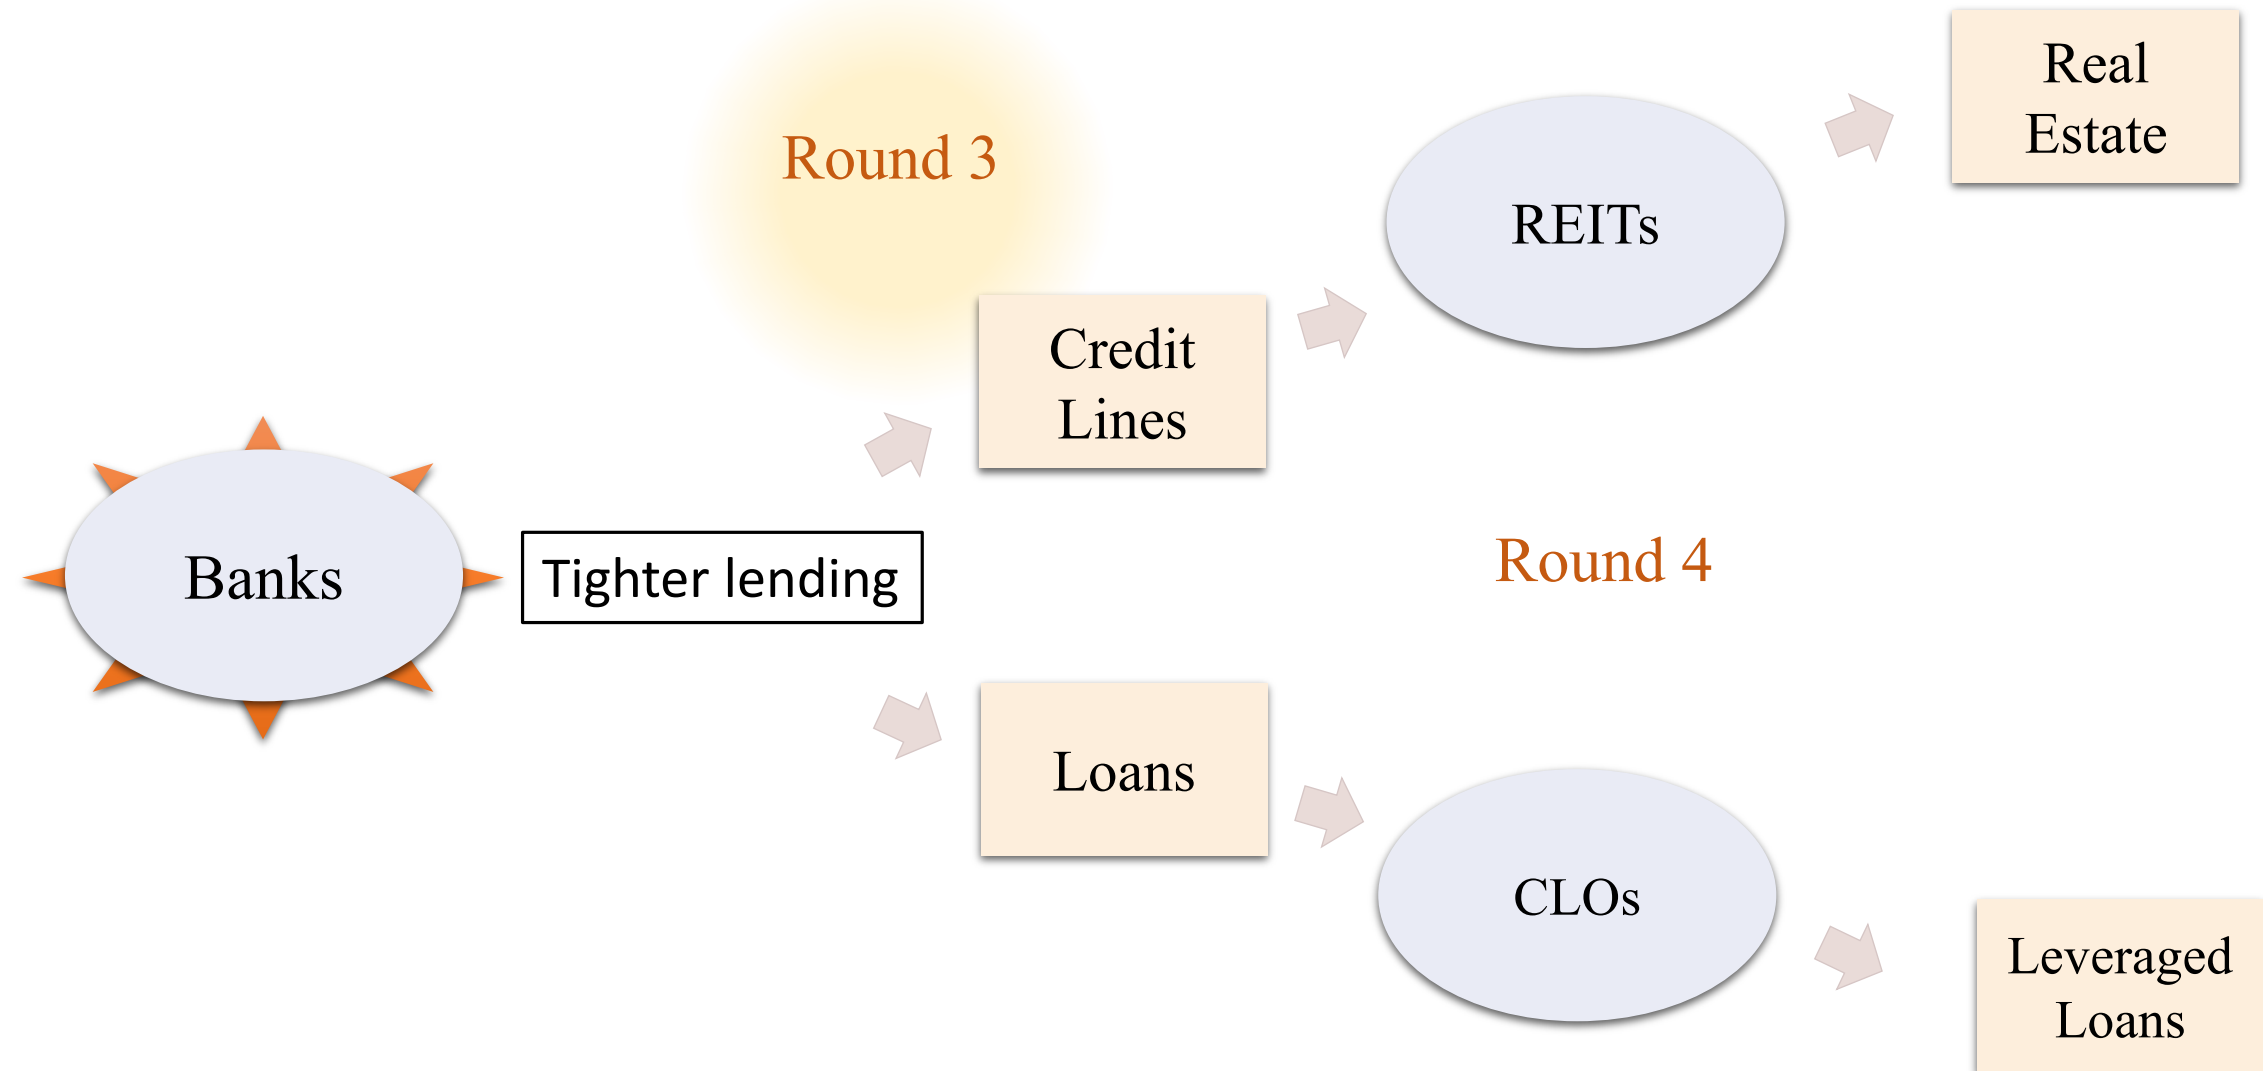 Round 3
Real
Estate
REITs
Credit
Lines
Banks
Tighter lending
Round 4
Loans
CLOs
Leveraged
Loans